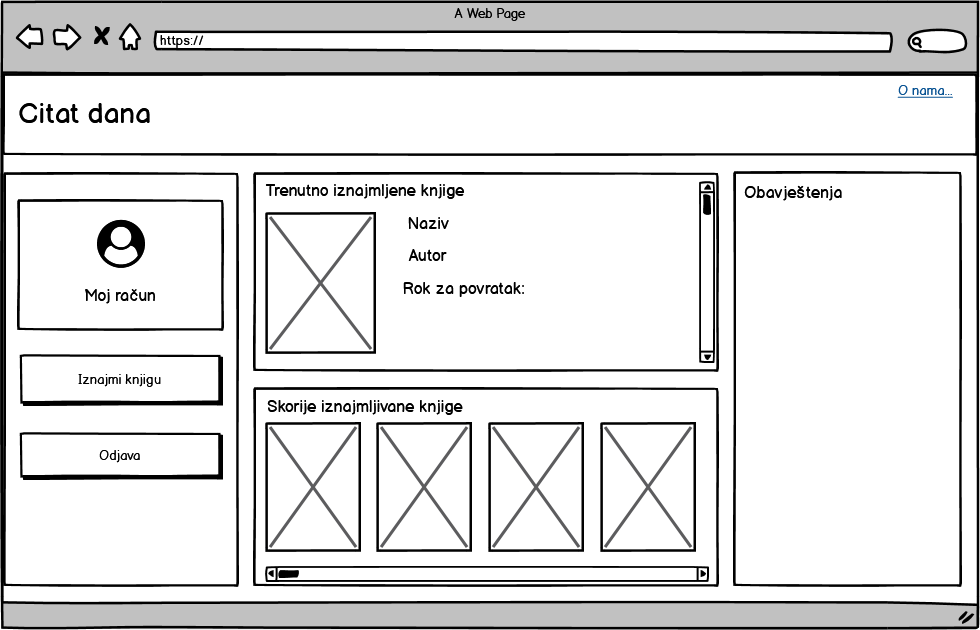 A Web Page
https://
O nama...
Citat dana
Moj račun
Iznajmi knjigu
Odjava
Trenutno iznajmljene knjige
Naziv
Autor
Rok za povratak:
Skorije iznajmljivane knjige
Obavještenja